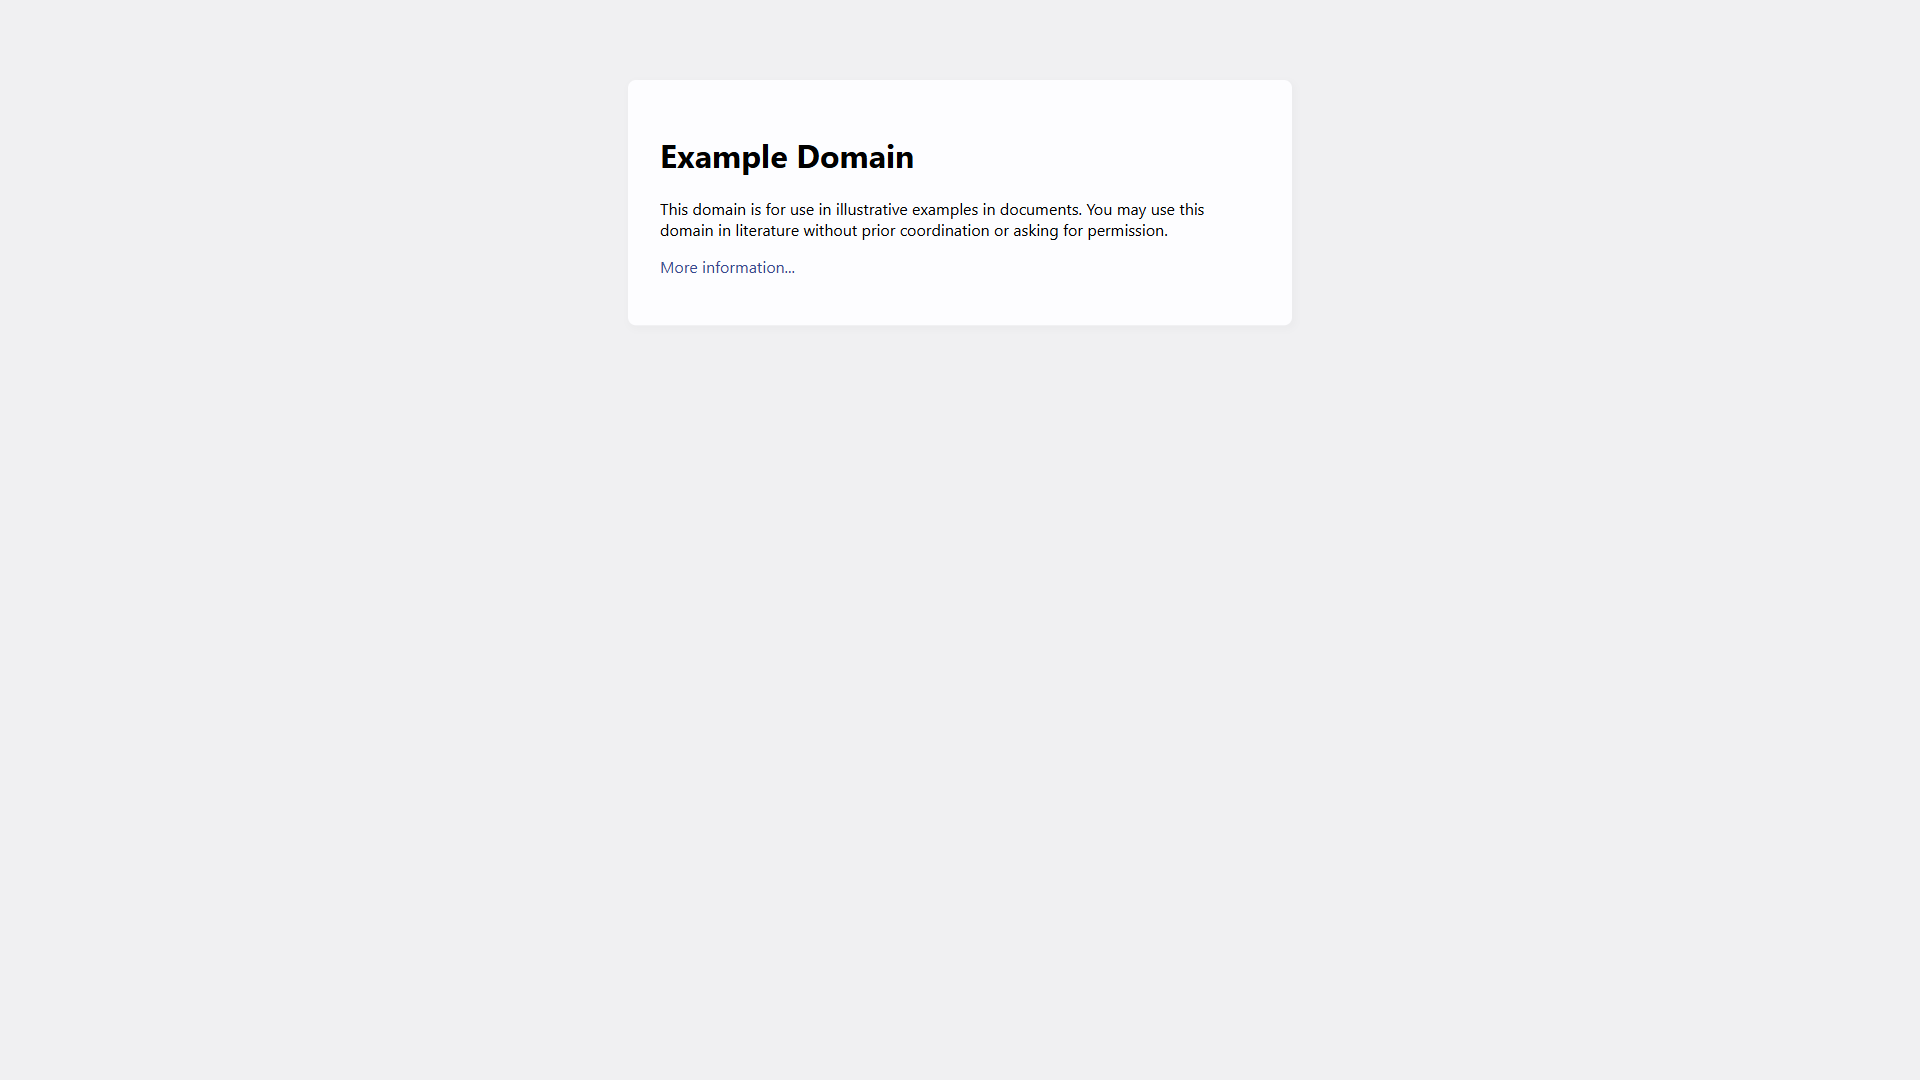 Example Domain
This domain is for use in illustrative examples in documents. You may use this
domain in literature without prior coordination or asking for permission.
More information...